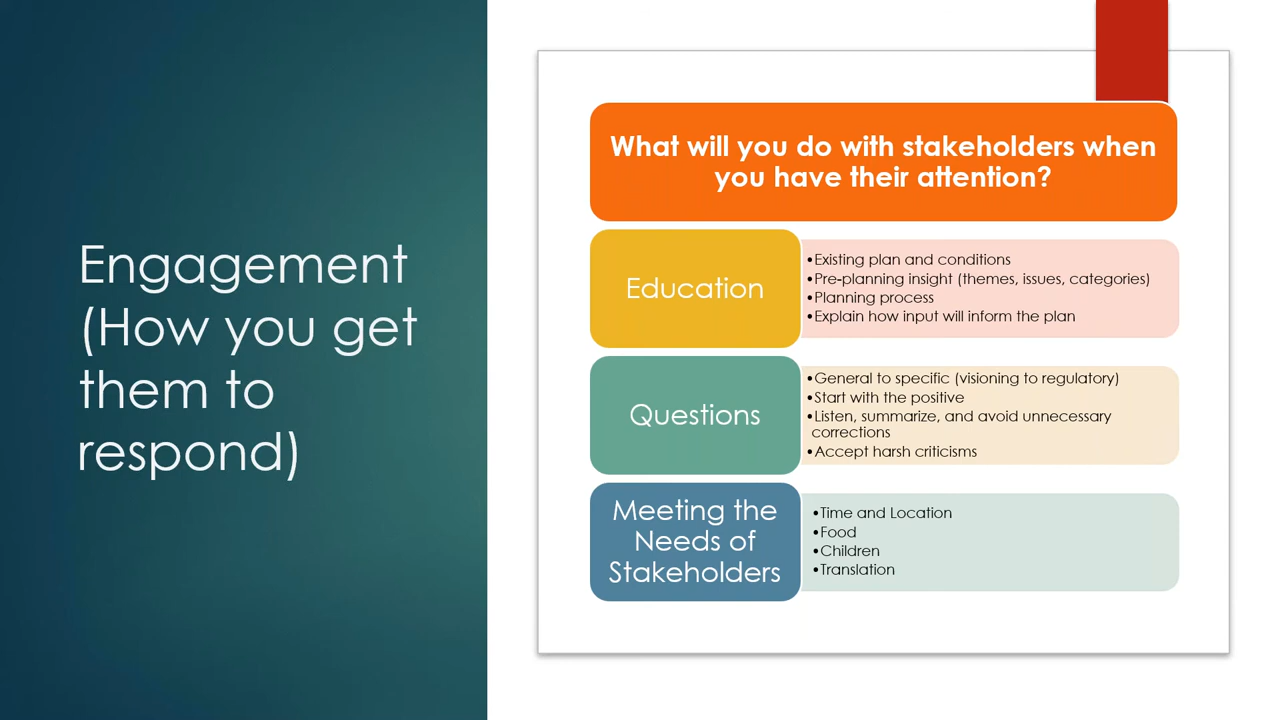 Engagement
(How you get
them to
respond)
What will you do with stakeholders when
you have their attention?
Education
•Existing plan and conditions
•Pre-planning insight (themes, issues, categories)
•Planning process
•Explain how input will inform the plan
Questions
•General to specific (visioning to regulatory)
•Start with the positive
•Listen, summarize, and avoid unnecessary
corrections
•Accept harsh criticisms
Meeting the
Needs of
Stakeholders
•Time and Location
•Food
•Children
•Translation